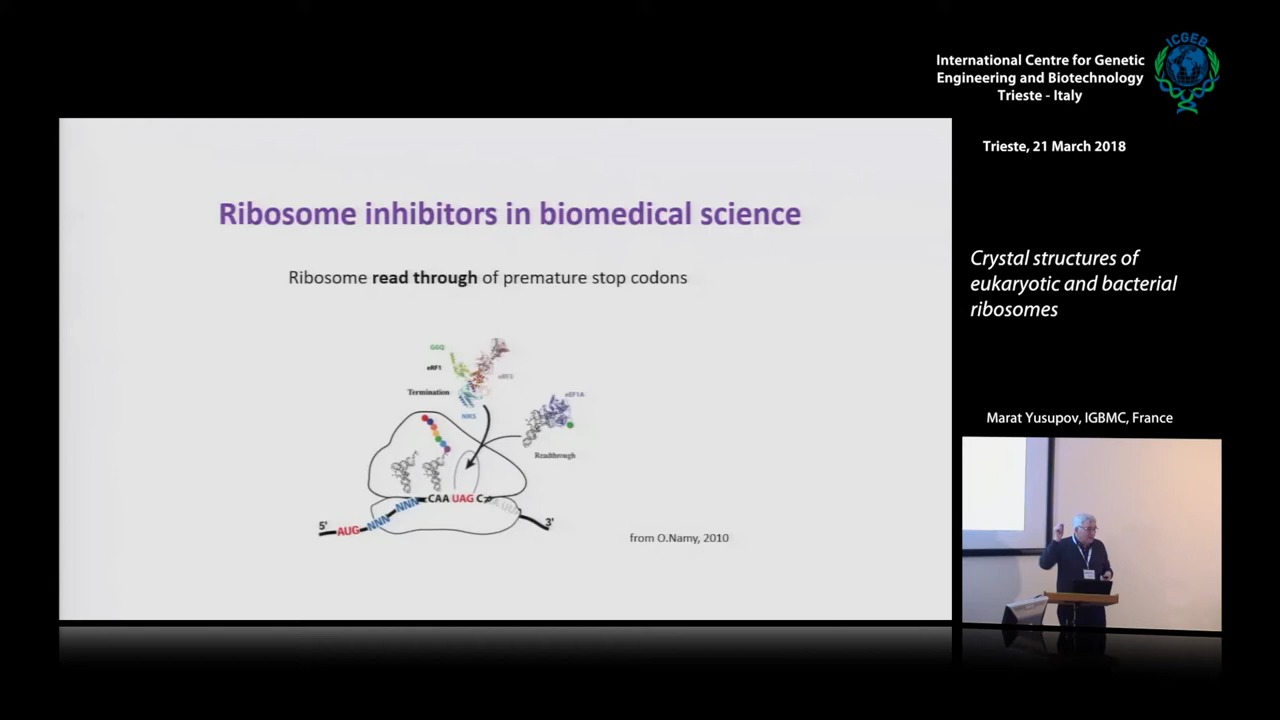 ICGEB
International Centre for Genetic
Engineering and Biotechnology
Trieste - Italy
Trieste, 21 March 2018
Ribosome inhibitors in biomedical science
Ribosome read through of premature stop codons
GGQ
eRF1
eRF3
Termination
NIKS
eEF1A
Readthrough
5'
AUG
NNN
NNN
CAA UAG C
3'
from O.Namy, 2010
Crystal structures of
eukaryotic and bacterial
ribosomes
Marat Yusupov, IGBMC, France